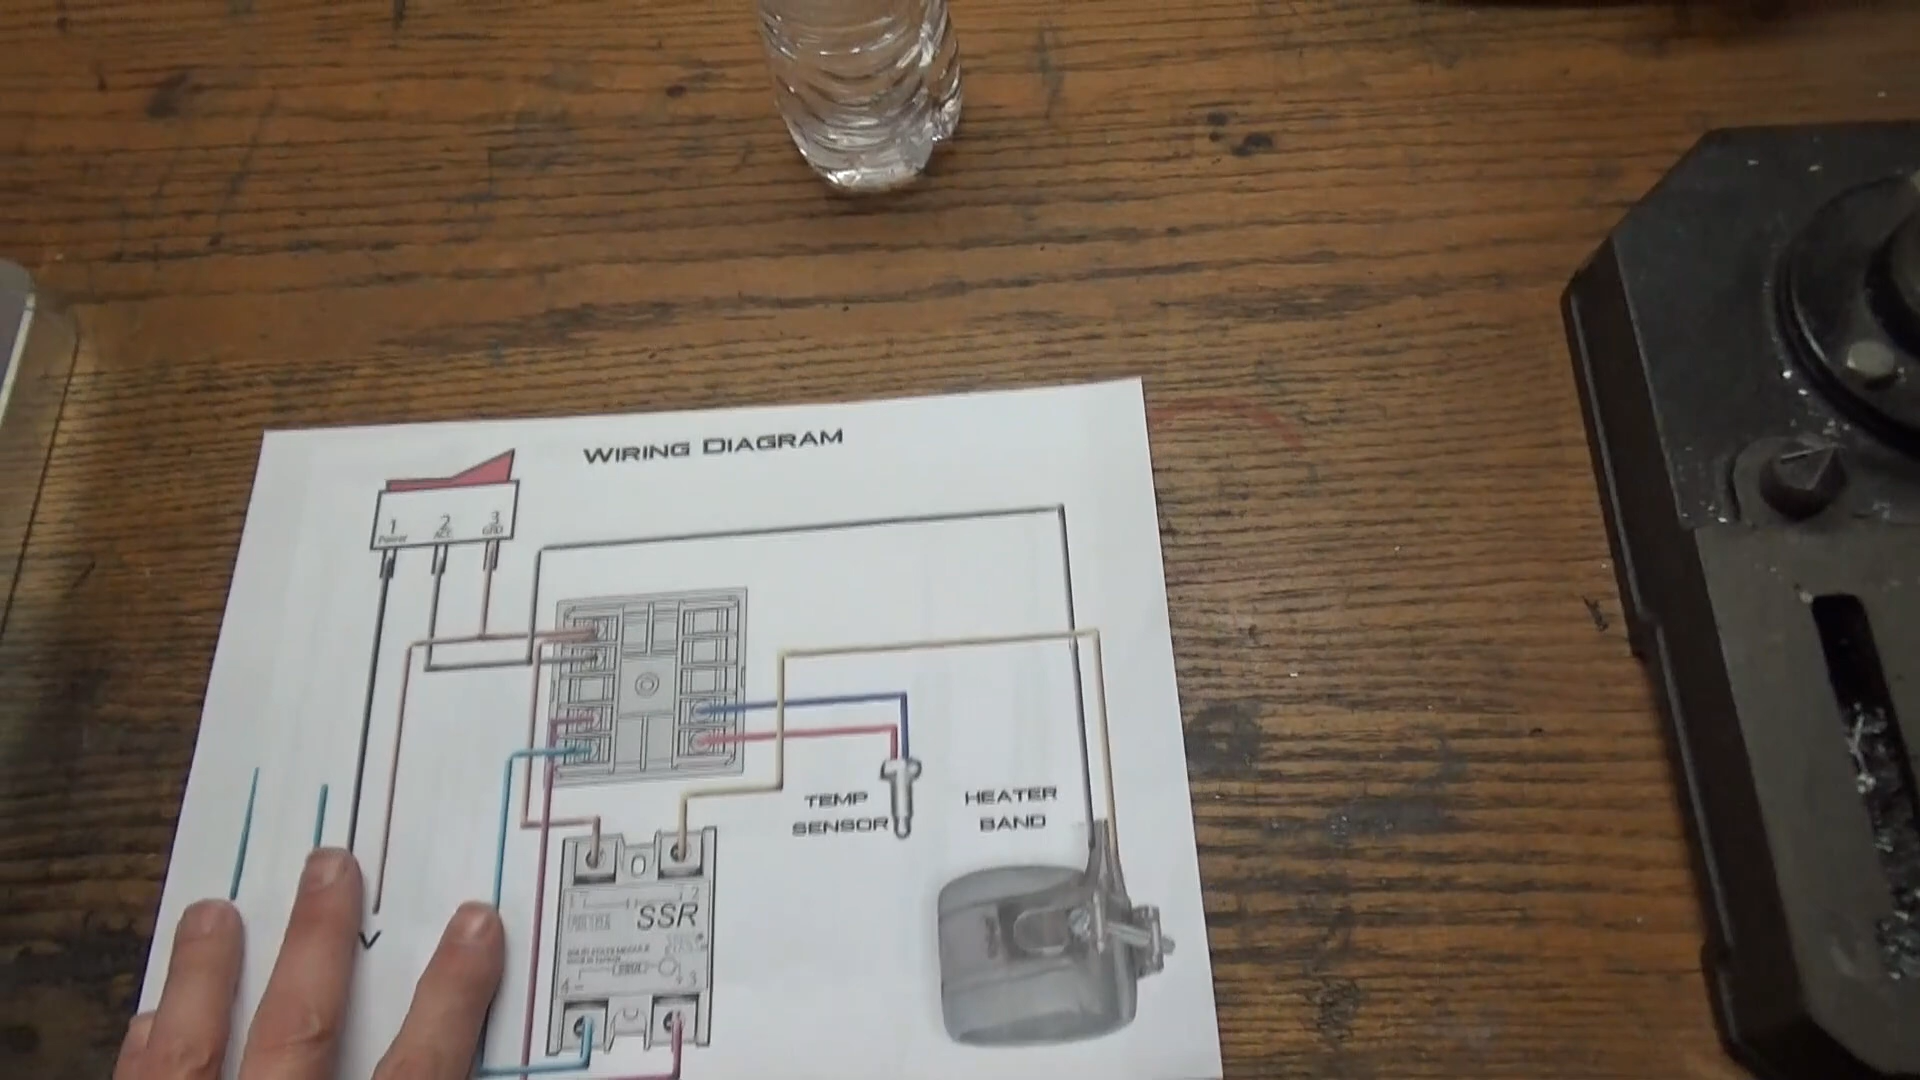 WIRING DIAGRAM
1 2 3
Power ACC GND
TEMP
SENSOR
HEATER
BAND
1 2
SSR
4 - + 3
V